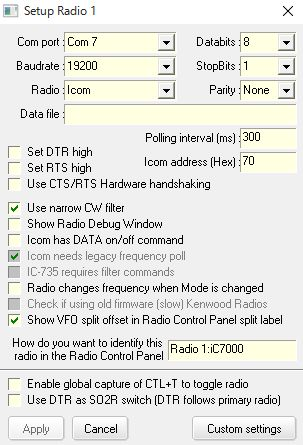 Setup Radio 1
Com port : Com 7 Databits : 8
Baudrate : 19200 StopBits : 1
Radio : Icom Parity : None
Data file :
Polling interval (ms) : 300
Icom address (Hex) : 70
Set DTR high
Set RTS high
Use CTS/RTS Hardware handshaking
Use narrow CW filter
Show Radio Debug Window
Icom has DATA on/off command
Icom needs legacy frequency poll
IC-735 requires filter commands
Radio changes frequency when Mode is changed
Check if using old firmware (slow) Kenwood Radios
Show VFO split offset in Radio Control Panel split label
How do you want to identify this
radio in the Radio Control Panel
Radio 1:iC7000
Enable global capture of CTL+T to toggle radio
Use DTR as SO2R switch (DTR follows primary radio)
Apply Cancel Custom settings